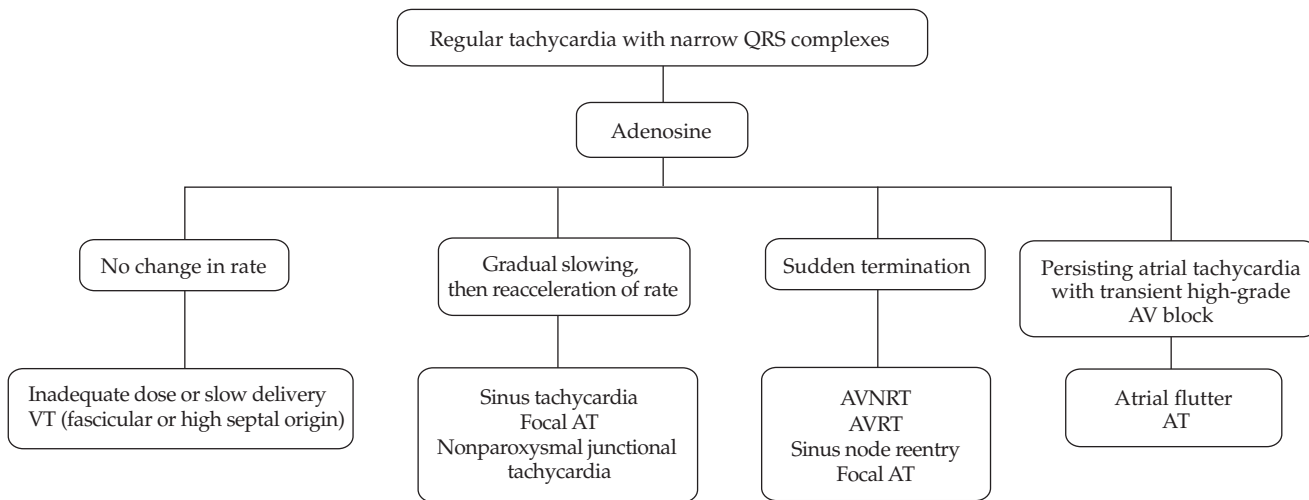 Regular tachycardia with narrow QRS complexes
Adenosine
No change in rate
Gradual slowing,
then reacceleration of rate
Sudden termination
Persisting atrial tachycardia
with transient high-grade
AV block
Inadequate dose or slow delivery
VT (fascicular or high septal origin)
Sinus tachycardia
Focal AT
Nonparoxysmal junctional
tachycardia
AVNRT
AVRT
Sinus node reentry
Focal AT
Atrial flutter
AT